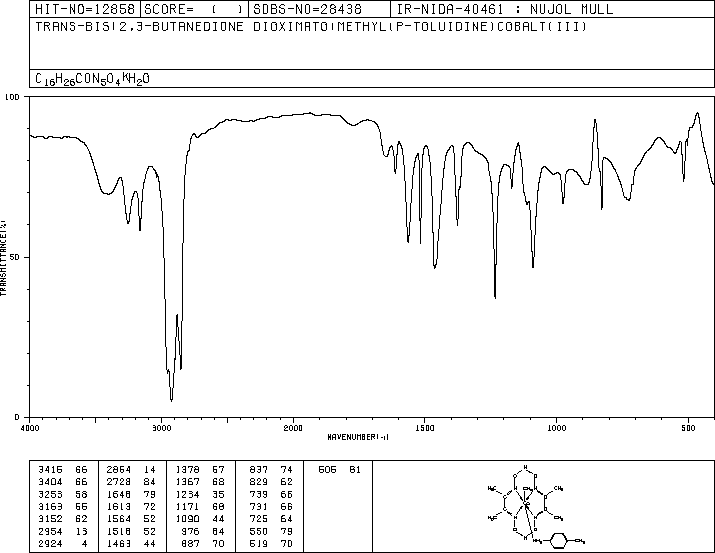 HIT-NO=12858 SCORE= ( ) SDBS-NO=28438 IR-NIDA-40461 : NUJOL MULL
TRANS-BIS(2,3-BUTANEDIONE DIOXIMATO)METHYL(P-TOLUIDINE)COBALT(III)
C16H26CON5O4KH2O
100
50
0
TRANSMITTANCE(%)
4000 3000 2000 1500 1000 500
WAVENUMBER(-1)
3415 66 2854 14 1378 57 837 74 505 81
3404 66 2728 84 1367 68 829 62
3253 58 1648 79 1234 35 739 66
3163 55 1613 72 1171 68 731 66
3152 62 1564 52 1090 44 725 64
2954 13 1518 52 976 64 550 79
2924 4 1463 44 887 70 519 70